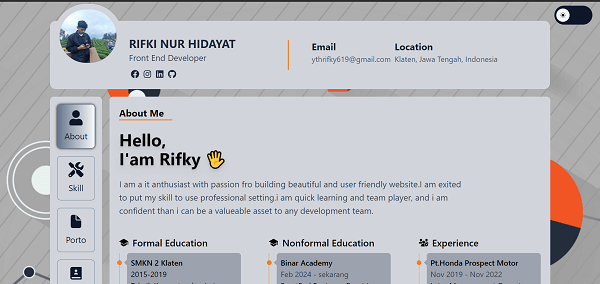 RIFKI NUR HIDAYAT
Front End Developer
Email
ythrifky619@gmail.com
Location
Klaten, Jawa Tengah, Indonesia
About
Skill
Porto
About Me
Hello,
I'am Rifky
I am a it anthusiast with passion fro building beautiful and user friendly website.I am exited
to put my skill to use professional setting.i am quick learning and team player, and i am
confident than i can be a valueable asset to any development team.
Formal Education
SMKN 2 Klaten
2015-2019
Nonformal Education
Binar Academy
Feb 2024 - sekarang
Experience
Pt.Honda Prospect Motor
Nov 2019 - Nov 2022